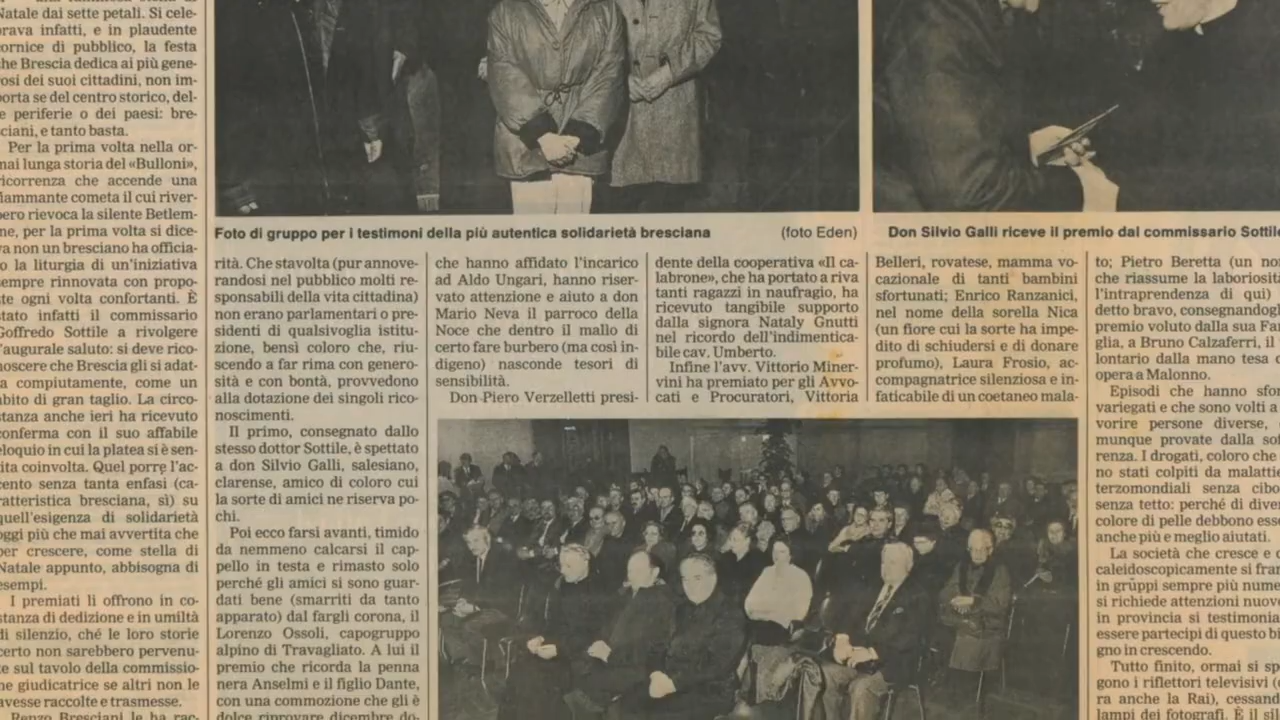 Natale dai sette petali. Si cele-
brava infatti, e in plaudente
cornice di pubblico, la festa
che Brescia dedica ai più gene-
rosi dei suoi cittadini, non im-
porta se del centro storico, del-
le periferie o dei paesi: bre-
sciani, e tanto basta.
Per la prima volta nella or-
mai lunga storia del «Bulloni»,
ricorrenza che accende una
fiammante cometa il cui river-
bero rievoca la silente Betlem-
me, per la prima volta si dice-
va non un bresciano ha officia-
to la liturgia di un'iniziativa
sempre rinnovata con propo-
ste ogni volta confortanti. È
stato infatti il commissario
Goffredo Sottile a rivolgere
l'augurale saluto: si deve rico-
noscere che Brescia gli si adat-
ta compiutamente, come un
abito di gran taglio. La circo-
stanza anche ieri ha ricevuto
conferma con il suo affabile
eloquio in cui la platea si è sen-
tita coinvolta. Quel porre l'ac-
cento senza tanta enfasi (ca-
ratteristica bresciana, sì) su
quell'esigenza di solidarietà
oggi più che mai avvertita che
per crescere, come stella di
Natale appunto, abbisogna di
esempi.
I premiati li offrono in co-
stanza di dedizione e in umiltà
di silenzio, ché le loro storie
certo non sarebbero pervenu-
te sul tavolo della commissio-
ne giudicatrice se altri non le
avesse raccolte e trasmesse.
Renzo Bresciani le ha rac-
Foto di gruppo per i testimoni della più autentica solidarietà bresciana (foto Eden)
Don Silvio Galli riceve il premio dal commissario Sottile
rità. Che stavolta (pur annove-
randosi nel pubblico molti re-
sponsabili della vita cittadina)
non erano parlamentari o pre-
sidenti di qualsivoglia istitu-
zione, bensì coloro che, riu-
scendo a far rima con genero-
sità e con bontà, provvedono
alla dotazione dei singoli rico-
noscimenti.
Il primo, consegnato dallo
stesso dottor Sottile, è spettato
a don Silvio Galli, salesiano,
clarense, amico di coloro cui
la sorte di amici ne riserva po-
chi.
Poi ecco farsi avanti, timido
da nemmeno calcarsi il cap-
pello in testa e rimasto solo
perché gli amici si sono guar-
dati bene (smarriti da tanto
apparato) dal fargli corona, il
Lorenzo Ossoli, capogruppo
alpino di Travagliato. A lui il
premio che ricorda la penna
nera Anselmi e il figlio Dante,
con una commozione che gli è
dolce riprovare dicembre do-
che hanno affidato l'incarico
ad Aldo Ungari, hanno riser-
vato attenzione e aiuto a don
Mario Neva il parroco della
Noce che dentro il mallo di
certo fare burbero (ma così in-
digeno) nasconde tesori di
sensibilità.
Don Piero Verzelletti presi-
dente della cooperativa «Il ca-
labrone», che ha portato a riva
tanti ragazzi in naufragio, ha
ricevuto tangibile supporto
dalla signora Nataly Gnutti
nel ricordo dell'indimentica-
bile cav. Umberto.
Infine l'avv. Vittorio Miner-
vini ha premiato per gli Avvo-
cati e Procuratori, Vittoria
Belleri, rovatese, mamma vo-
cazionale di tanti bambini
sfortunati; Enrico Ranzanici,
nel nome della sorella Nica
(un fiore cui la sorte ha impe-
dito di schiudersi e di donare
profumo), Laura Frosio, ac-
compagnatrice silenziosa e in-
faticabile di un coetaneo mala-
to; Pietro Beretta (un no
che riassume la laboriosit
l'intraprendenza di qui)
detto bravo, consegnandog
premio voluto dalla sua Fa
glia, a Bruno Calzaferri, il
lontario dalla mano tesa
opera a Malonno.
Episodi che hanno sfo
variegati e che sono volti a
vorire persone diverse,
munque provate dalla so
renza. I drogati, coloro che
no stati colpiti da malattie
terzomondiali senza cibo
senza tetto: perché di dive
colore di pelle debbono ess
anche più e meglio aiutati.
La società che cresce e
caleidoscopicamente si fran
in gruppi sempre più nume
si richiede attenzioni nuov
in provincia si testimonia
essere partecipi di questo bi
gno in crescendo.
Tutto finito, ormai si sp
gono i riflettori televisivi (
ra anche la Rai), cessano
lampi dei fotografi. È il sil